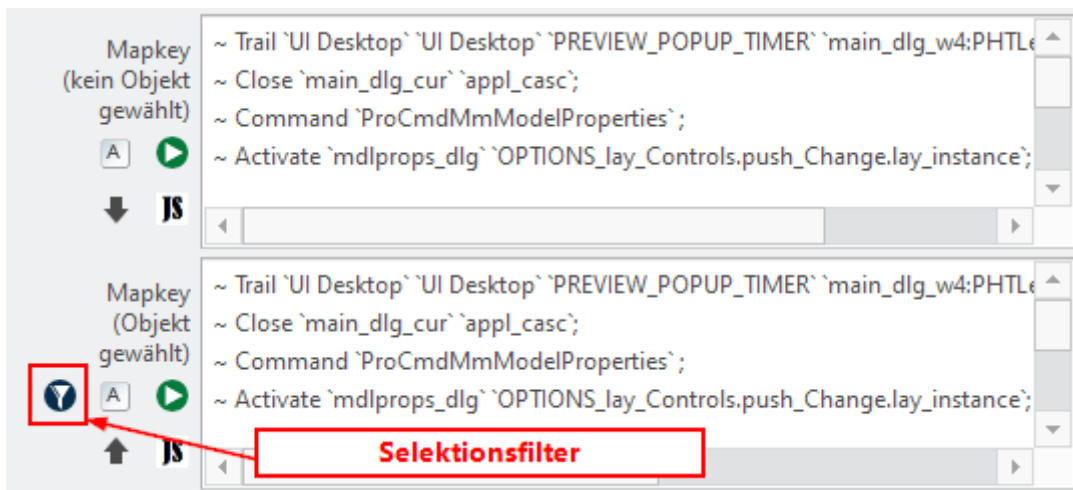 Mapkey
(kein Objekt
gewählt)
A
JS
~ Trail `UI Desktop` `UI Desktop` `PREVIEW_POPUP_TIMER` `main_dlg_w4:PHTLe
~ Close `main_dlg_cur` `appl_casc`;
~ Command `ProCmdMmModelProperties` ;
~ Activate `mdlprops_dlg` `OPTIONS_lay_Controls.push_Change.lay_instance`;
Mapkey
(Objekt
gewählt)
A
JS
~ Trail `UI Desktop` `UI Desktop` `PREVIEW_POPUP_TIMER` `main_dlg_w4:PHTLe
~ Close `main_dlg_cur` `appl_casc`;
~ Command `ProCmdMmModelProperties` ;
~ Activate `mdlprops_dlg` `OPTIONS_lay_Controls.push_Change.lay_instance`;
Selektionsfilter